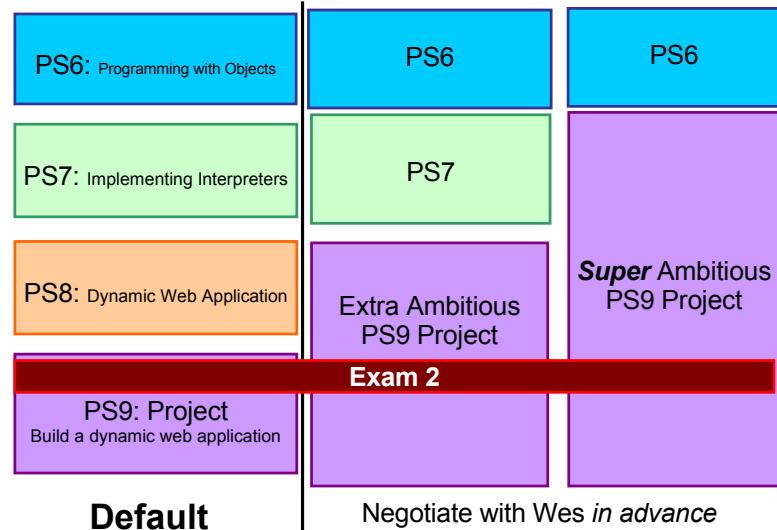 PS6: Programming with Objects
PS7: Implementing Interpreters
PS8: Dynamic Web Application
PS9: Project
Build a dynamic web application
Default
PS6
PS7
Extra Ambitious
PS9 Project
PS6
Super Ambitious
PS9 Project
Exam 2
Negotiate with Wes in advance